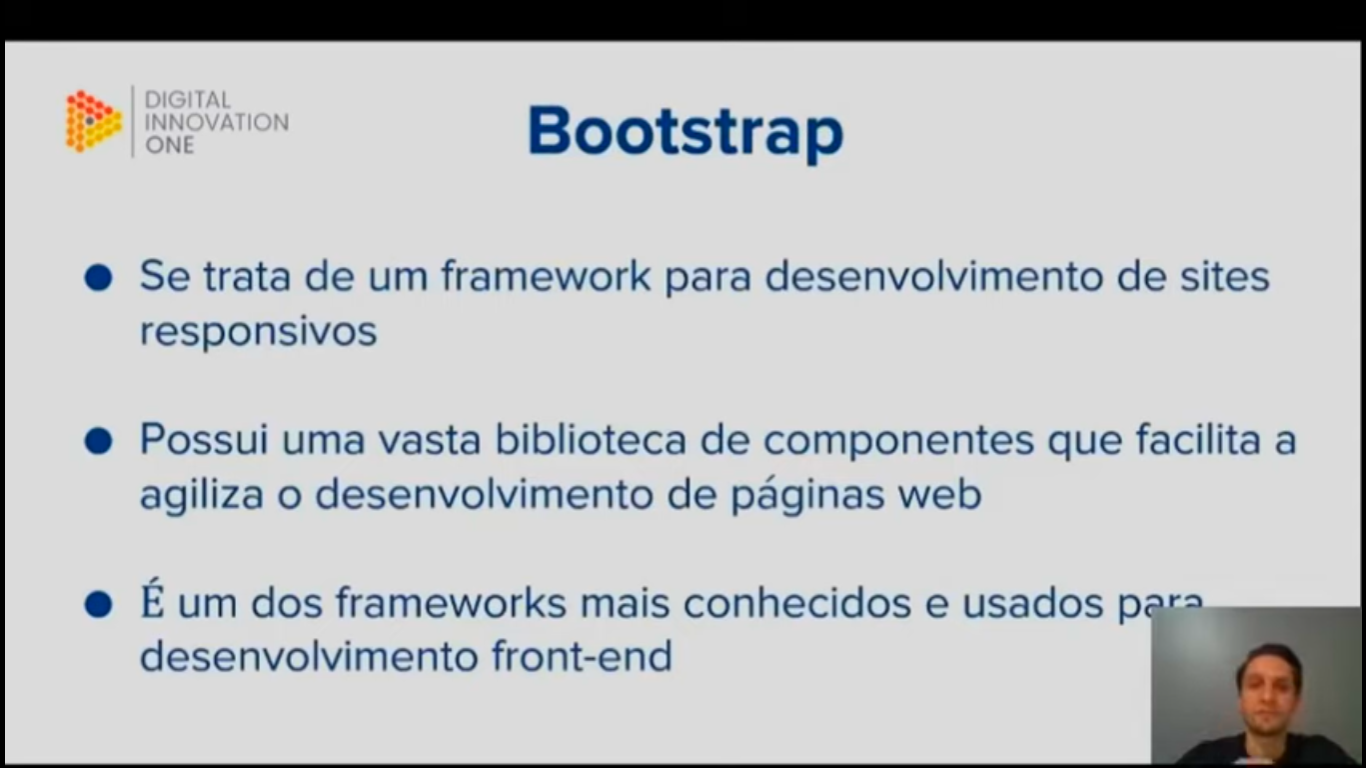 DIGITAL
INNOVATION
ONE
Bootstrap
Se trata de um framework para desenvolvimento de sites
responsivos
Possui uma vasta biblioteca de componentes que facilita a
agiliza o desenvolvimento de páginas web
É um dos frameworks mais conhecidos e usados para
desenvolvimento front-end